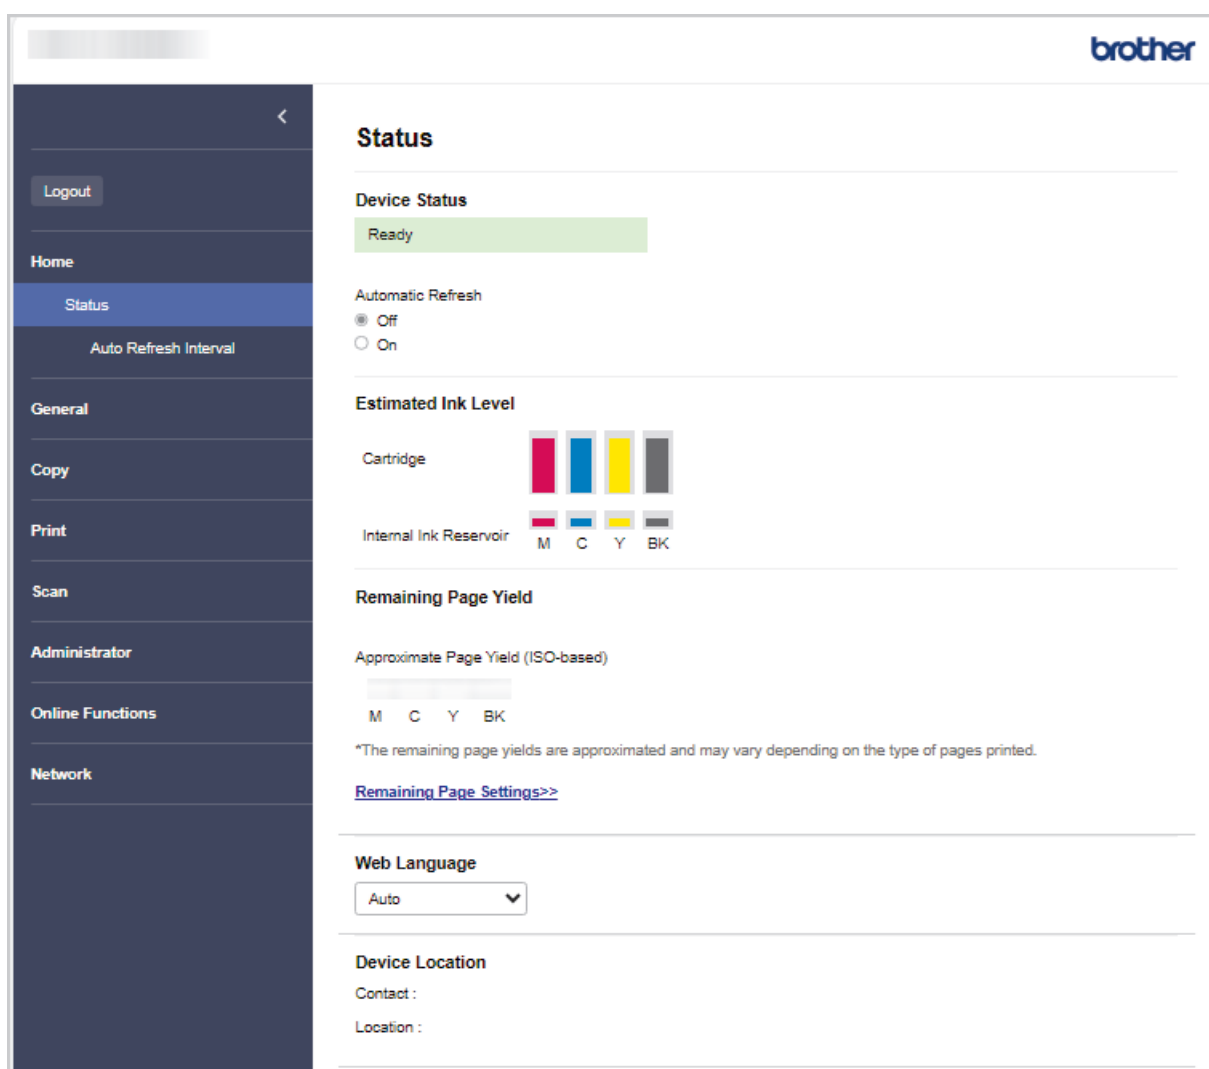 brother
Logout
Home
Status
Auto Refresh Interval
General
Copy
Print
Scan
Administrator
Online Functions
Network
Status
Device Status
Ready
Automatic Refresh
Off
On
Estimated Ink Level
Cartridge
Internal Ink Reservoir
M C Y BK
Remaining Page Yield
Approximate Page Yield (ISO-based)
M C Y BK
*The remaining page yields are approximated and may vary depending on the type of pages printed.
Remaining Page Settings>>
Web Language
Auto
Device Location
Contact :
Location :